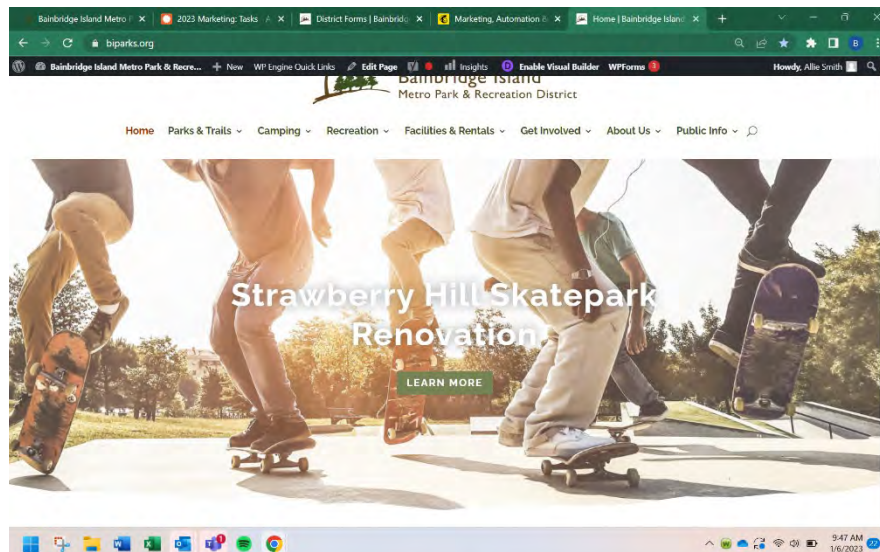 Bainbridge Island Metro P
2023 Marketing: Tasks
District Forms | Bainbridg
Marketing, Automation &
Home | Bainbridge Island
biparks.org
Bainbridge Island Metro Park & Recre...
New
WP Engine Quick Links
Edit Page
Insights
D
Enable Visual Builder
WPForms 3
Howdy, Allie Smith
Bainbridge Island
Metro Park & Recreation District
Home
Parks & Trails
Camping
Recreation
Facilities & Rentals
Get Involved
About Us
Public Info
Strawberry Hill Skatepark
Renovation
LEARN MORE
9:47 AM
1/6/2023
22